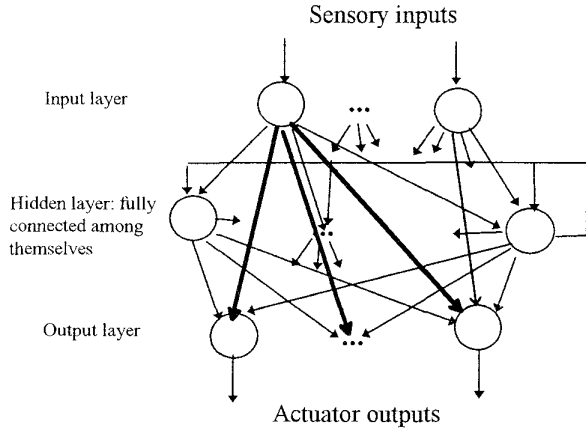 Sensory inputs
Input layer
...
Hidden layer: fully
connected among
themselves
...
Output layer
...
Actuator outputs